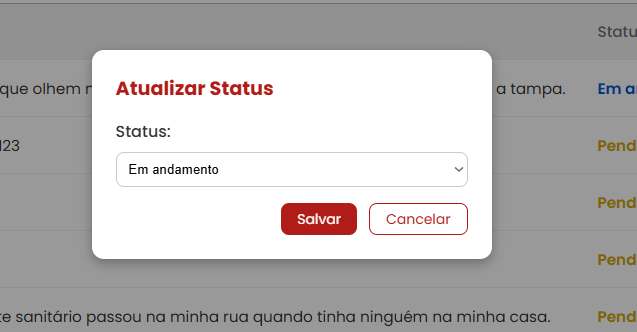 Statu
que olhem
Atualizar Status
a tampa.
Em a
Status:
123
Pend
Em andamento
Pend
Salvar
Cancelar
Pend
te sanitário passou na minha rua quando tinha ninguém na minha casa.
Pend